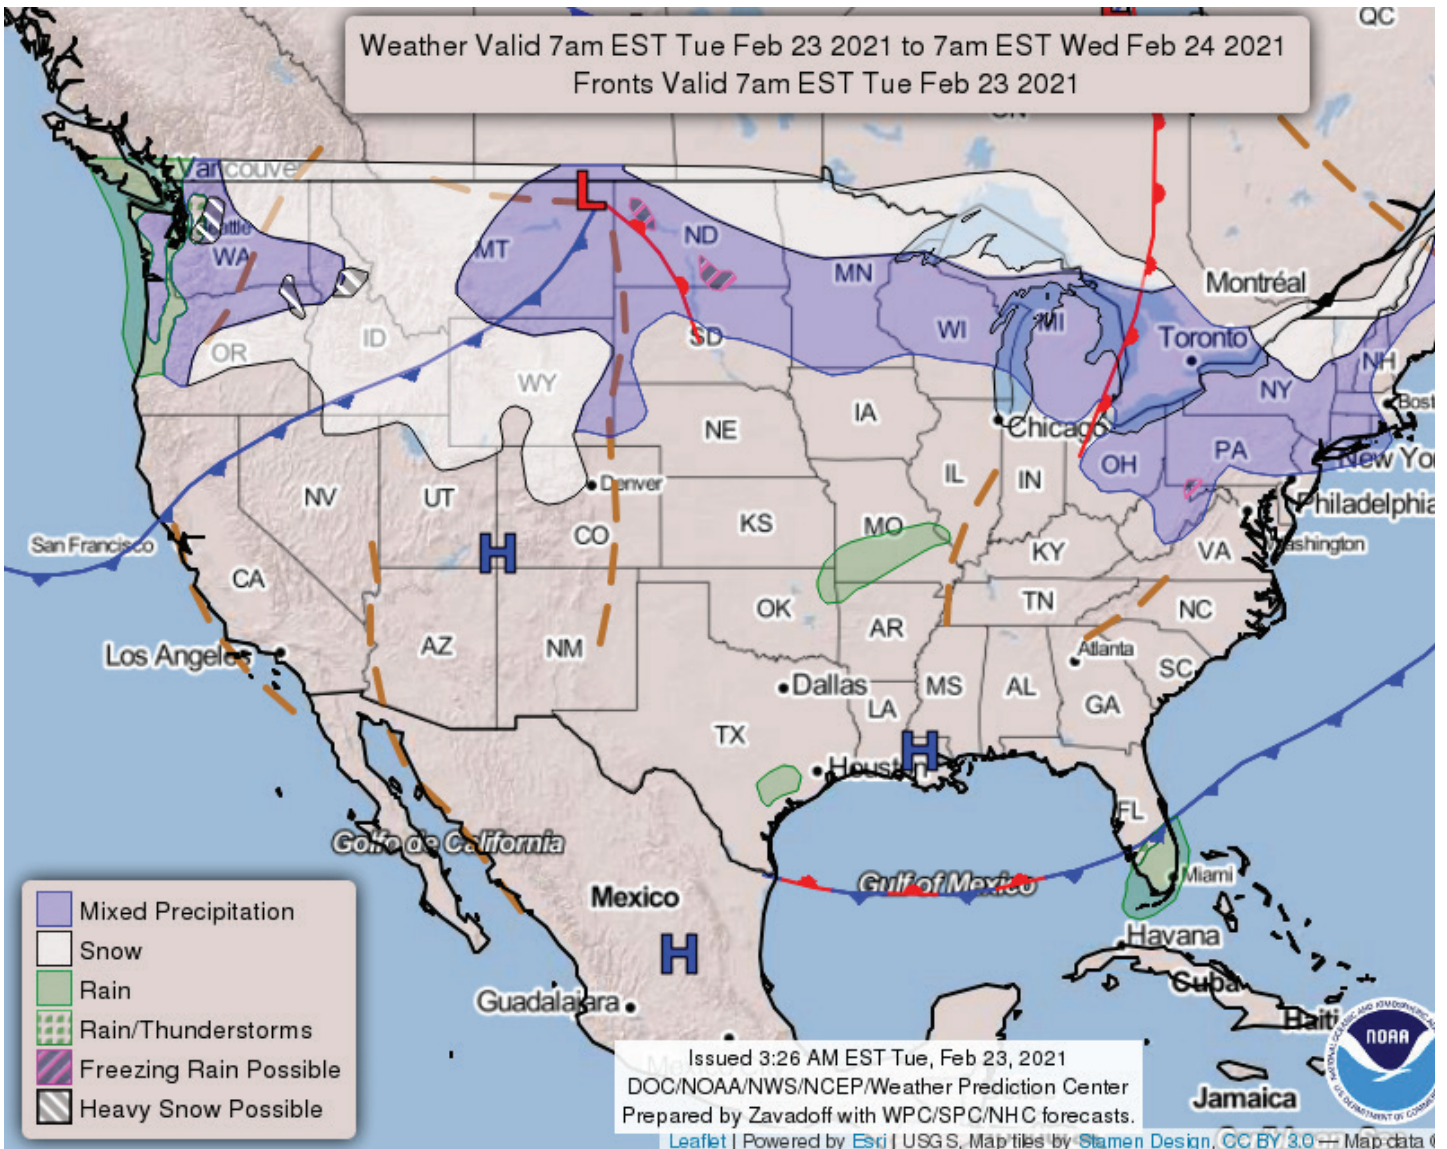 QC
Weather Valid 7am EST Tue Feb 23 2021 to 7am EST Wed Feb 24 2021
Fronts Valid 7am EST Tue Feb 23 2021
Vancouver
L
Seattle
WA
MT
ND
MN
Montréal
OR
ID
WY
SD
WI
MI
Toronto
NY
NH
Bost
NV
UT
Denver
NE
IA
Chicago
IL
IN
OH
PA
New Yo
Philadelphia
San Francisco
CA
H
CO
KS
MO
KY
VA
Washington
Los Angeles
AZ
NM
OK
AR
TN
NC
Atlanta
SC
Dallas
LA
MS
AL
GA
TX
Houston
H
FL
Golfo de California
Gulf of Mexico
Miami
Mexico
H
Havana
Cuba
Guadalajara
Haiti
Mexico City
Jamaica
Mixed Precipitation
Snow
Rain
Rain/Thunderstorms
Freezing Rain Possible
Heavy Snow Possible
Issued 3:26 AM EST Tue, Feb 23, 2021
DOC/NOAA/NWS/NCEP/Weather Prediction Center
Prepared by Zavadoff with WPC/SPC/NHC forecasts.
NOAA
Leaflet | Powered by Esri | USGS, Map tiles by Stamen Design, CC BY 3.0 — Map data ©